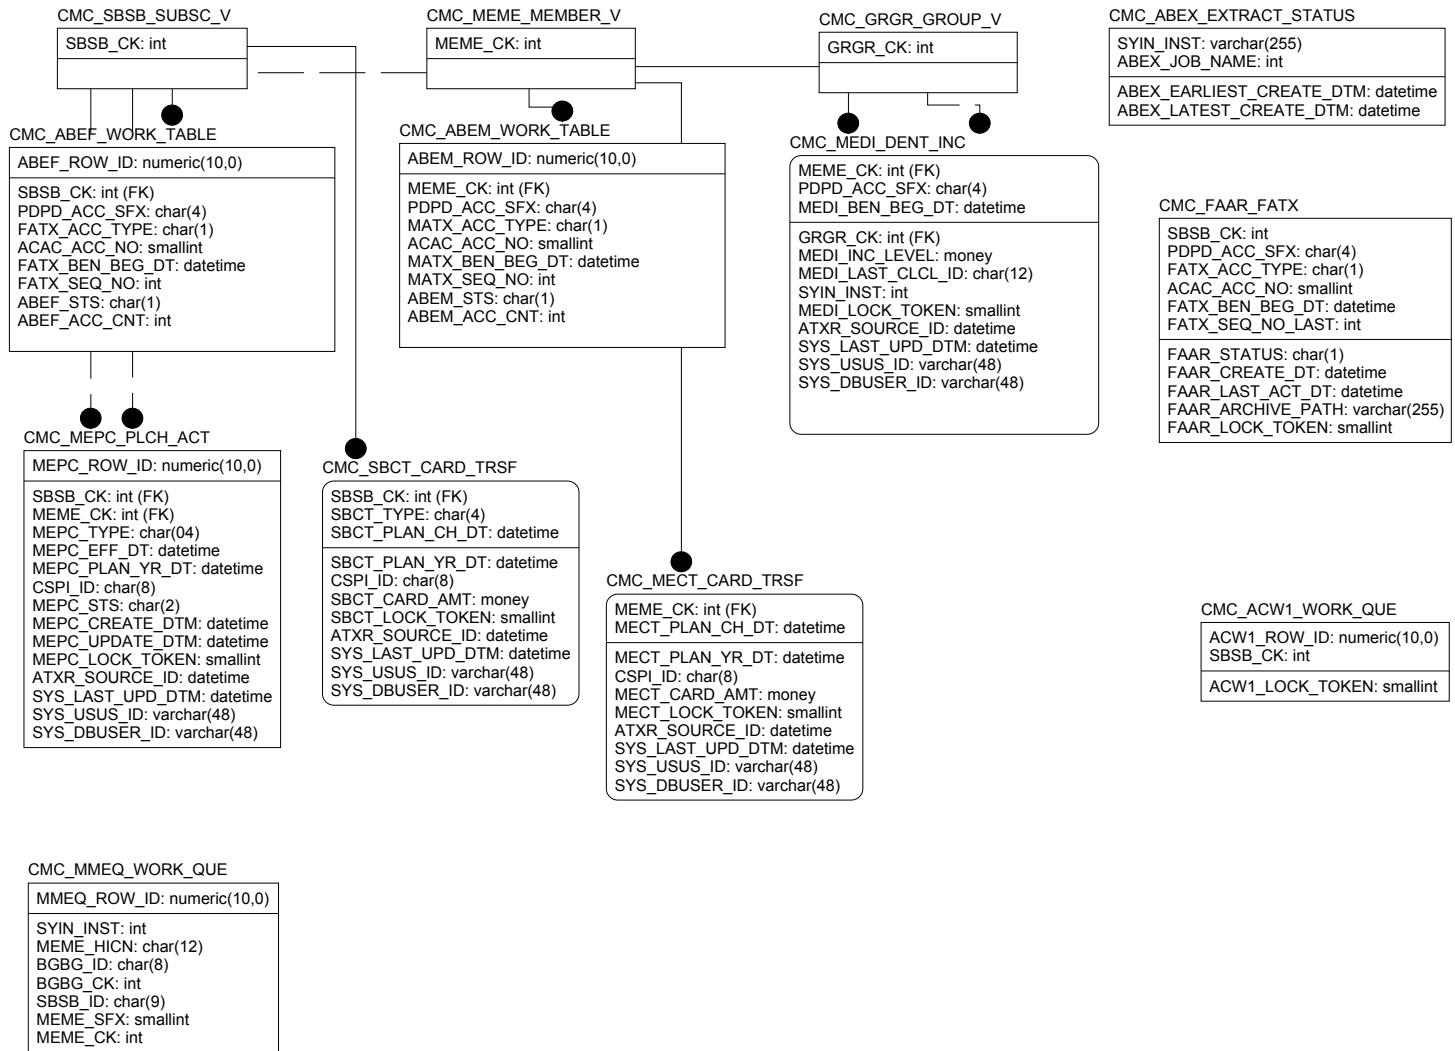 CMC_SBSB_SUBSC_V
SBSB_CK: int
CMC_MEME_MEMBER_V
MEME_CK: int
CMC_GRGR_GROUP_V
GRGR_CK: int
CMC_ABEX_EXTRACT_STATUS
SYIN_INST: varchar(255)
ABEX_JOB_NAME: int
ABEX_EARLIEST_CREATE_DTM: datetime
ABEX_LATEST_CREATE_DTM: datetime
CMC_ABEF_WORK_TABLE
ABEF_ROW_ID: numeric(10,0)
SBSB_CK: int (FK)
PDPD_ACC_SFX: char(4)
FATX_ACC_TYPE: char(1)
ACAC_ACC_NO: smallint
FATX_BEN_BEG_DT: datetime
FATX_SEQ_NO: int
ABEF_STS: char(1)
ABEF_ACC_CNT: int
CMC_ABEM_WORK_TABLE
ABEM_ROW_ID: numeric(10,0)
MEME_CK: int (FK)
PDPD_ACC_SFX: char(4)
MATX_ACC_TYPE: char(1)
ACAC_ACC_NO: smallint
MATX_BEN_BEG_DT: datetime
MATX_SEQ_NO: int
ABEM_STS: char(1)
ABEM_ACC_CNT: int
CMC_MEDI_DENT_INC
MEME_CK: int (FK)
PDPD_ACC_SFX: char(4)
MEDI_BEN_BEG_DT: datetime
GRGR_CK: int (FK)
MEDI_INC_LEVEL: money
MEDI_LAST_CLCL_ID: char(12)
SYIN_INST: int
MEDI_LOCK_TOKEN: smallint
ATXR_SOURCE_ID: datetime
SYS_LAST_UPD_DTM: datetime
SYS_USUS_ID: varchar(48)
SYS_DBUSER_ID: varchar(48)
CMC_FAAR_FATX
SBSB_CK: int
PDPD_ACC_SFX: char(4)
FATX_ACC_TYPE: char(1)
ACAC_ACC_NO: smallint
FATX_BEN_BEG_DT: datetime
FATX_SEQ_NO_LAST: int
FAAR_STATUS: char(1)
FAAR_CREATE_DT: datetime
FAAR_LAST_ACT_DT: datetime
FAAR_ARCHIVE_PATH: varchar(255)
FAAR_LOCK_TOKEN: smallint
CMC_MEPC_PLCH_ACT
MEPC_ROW_ID: numeric(10,0)
SBSB_CK: int (FK)
MEME_CK: int (FK)
MEPC_TYPE: char(04)
MEPC_EFF_DT: datetime
MEPC_PLAN_YR_DT: datetime
CSPI_ID: char(8)
MEPC_STS: char(2)
MEPC_CREATE_DTM: datetime
MEPC_UPDATE_DTM: datetime
MEPC_LOCK_TOKEN: smallint
ATXR_SOURCE_ID: datetime
SYS_LAST_UPD_DTM: datetime
SYS_USUS_ID: varchar(48)
SYS_DBUSER_ID: varchar(48)
CMC_SBCT_CARD_TRSF
SBSB_CK: int (FK)
SBCT_TYPE: char(4)
SBCT_PLAN_CH_DT: datetime
SBCT_PLAN_YR_DT: datetime
CSPI_ID: char(8)
SBCT_CARD_AMT: money
SBCT_LOCK_TOKEN: smallint
ATXR_SOURCE_ID: datetime
SYS_LAST_UPD_DTM: datetime
SYS_USUS_ID: varchar(48)
SYS_DBUSER_ID: varchar(48)
CMC_MECT_CARD_TRSF
MEME_CK: int (FK)
MECT_PLAN_CH_DT: datetime
MECT_PLAN_YR_DT: datetime
CSPI_ID: char(8)
MECT_CARD_AMT: money
MECT_LOCK_TOKEN: smallint
ATXR_SOURCE_ID: datetime
SYS_LAST_UPD_DTM: datetime
SYS_USUS_ID: varchar(48)
SYS_DBUSER_ID: varchar(48)
CMC_ACW1_WORK_QUE
ACW1_ROW_ID: numeric(10,0)
SBSB_CK: int
ACW1_LOCK_TOKEN: smallint
CMC_MMEQ_WORK_QUE
MMEQ_ROW_ID: numeric(10,0)
SYIN_INST: int
MEME_HICN: char(12)
BGBG_ID: char(8)
BGBG_CK: int
SBSB_ID: char(9)
MEME_SFX: smallint
MEME_CK: int